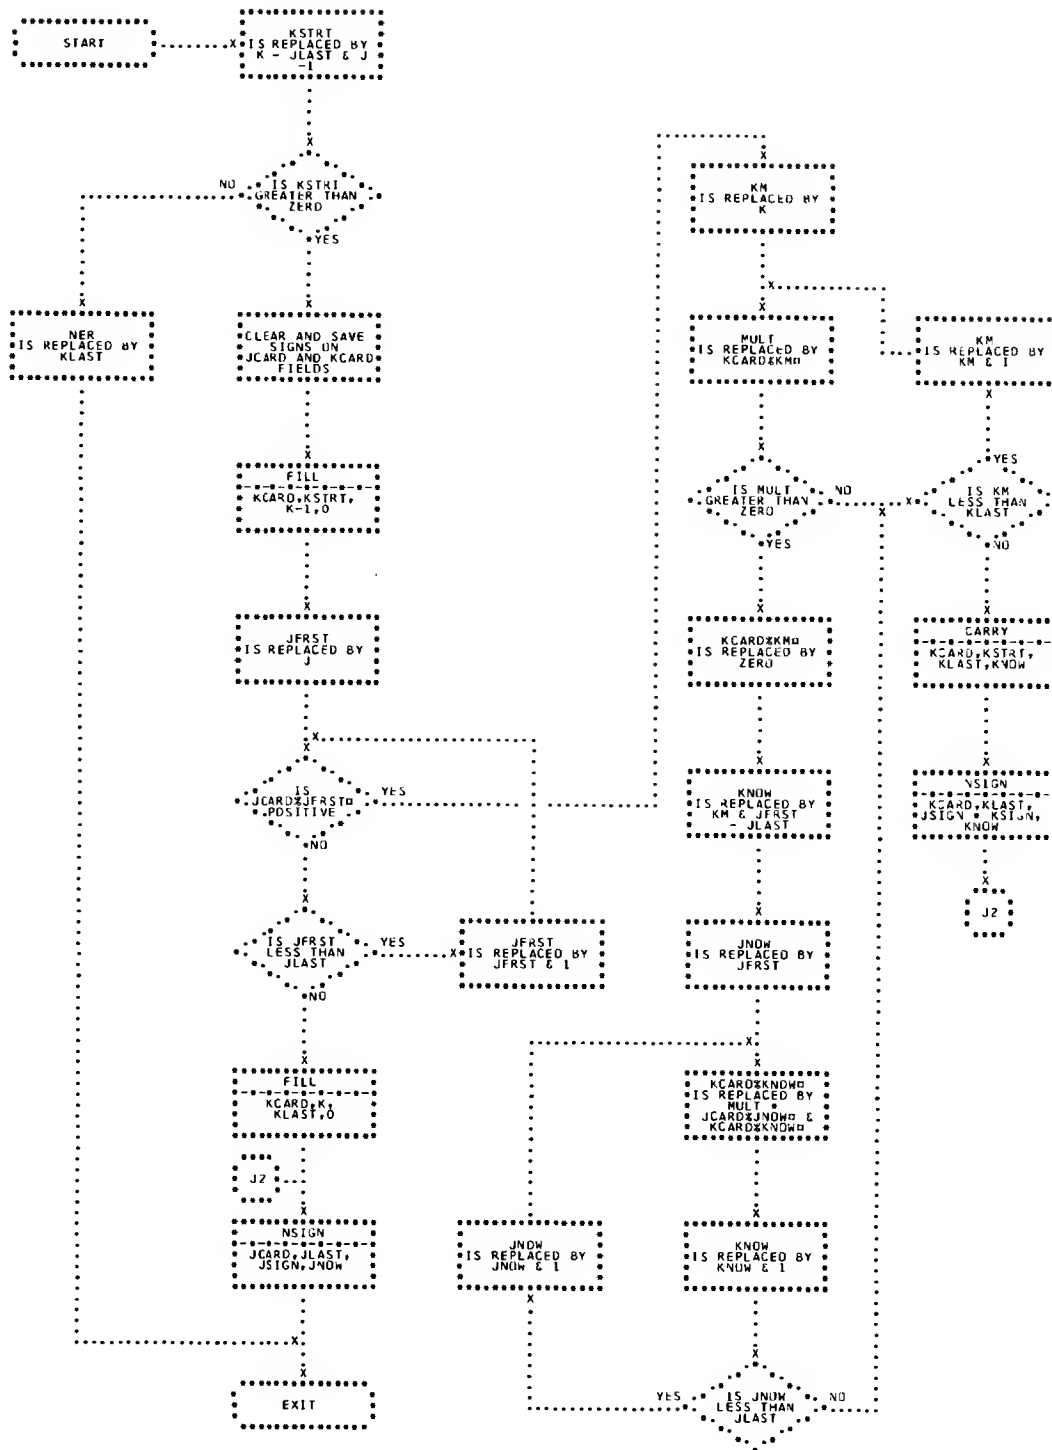 START
KSTRT
IS REPLACED BY
K - JLAST & J
-1
IS KSTRI
GREATER THAN
ZERO
NO
YES
NER
IS REPLACED BY
KLAST
CLEAR AND SAVE
SIGNS ON
JCARD AND KCARD
FIELDS
FILL
KCARD,KSTRT,
K-1,0
JFRST
IS REPLACED BY
J
IS
JCARD%JFRST¤
POSITIVE
YES
NO
IS JFRST
LESS THAN
JLAST
YES
NO
JFRST
IS REPLACED BY
JFRST & 1
FILL
KCARD,K,
KLAST,0
J2
NSIGN
JCARD,JLAST,
JSIGN,JNOW
EXIT
KM
IS REPLACED BY
K
MULT
IS REPLACED BY
KCARD%KM¤
IS MULT
GREATER THAN
ZERO
NO
YES
KCARD%KM¤
IS REPLACED BY
ZERO
KNOW
IS REPLACED BY
KM & JFRST
- JLAST
JNOW
IS REPLACED BY
JFRST
KCARD%KNOW¤
IS REPLACED BY
MULT *
JCARD%JNOW¤ &
KCARD%KNOW¤
KNOW
IS REPLACED BY
KNOW & 1
JNOW
IS REPLACED BY
JNOW & 1
IS JNOW
LESS THAN
JLAST
YES
NO
KM
IS REPLACED BY
KM & 1
YES
IS KM
LESS THAN
KLAST
NO
CARRY
KCARD,KSTRT,
KLAST,KNOW
NSIGN
KCARD,KLAST,
JSIGN * KSIGN,
KNOW
J2